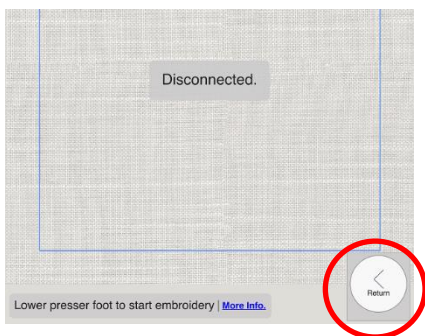 Disconnected.
Return
Lower presser foot to start embroidery | More Info.